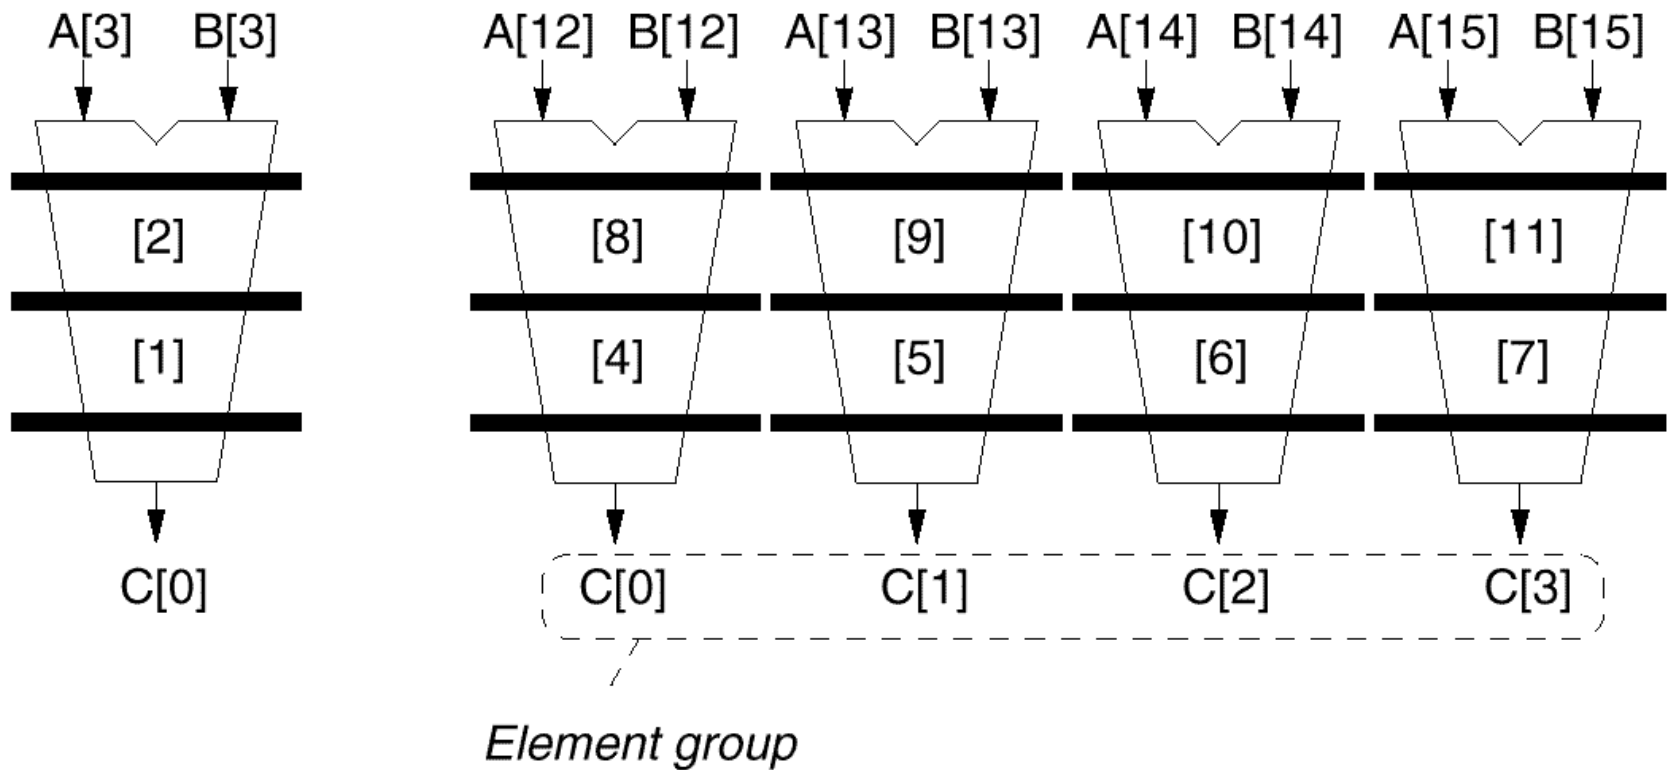 A[3] B[3] A[12] B[12] A[13] B[13] A[14] B[14] A[15] B[15]
[2] [8] [9] [10] [11]
[1] [4] [5] [6] [7]
C[0] C[0] C[1] C[2] C[3]
Element group